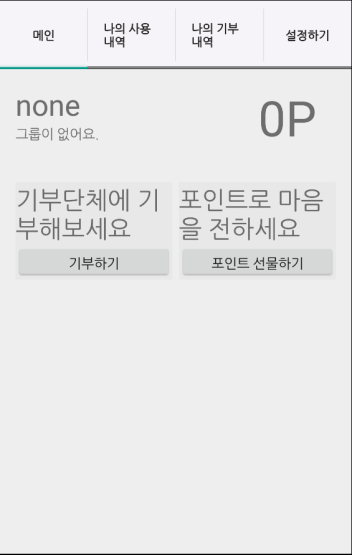 메인
나의 사용
내역
나의 기부
내역
설정하기
none
그룹이 없어요.
0P
기부단체에 기
부해보세요
기부하기
포인트로 마음
을 전하세요
포인트 선물하기